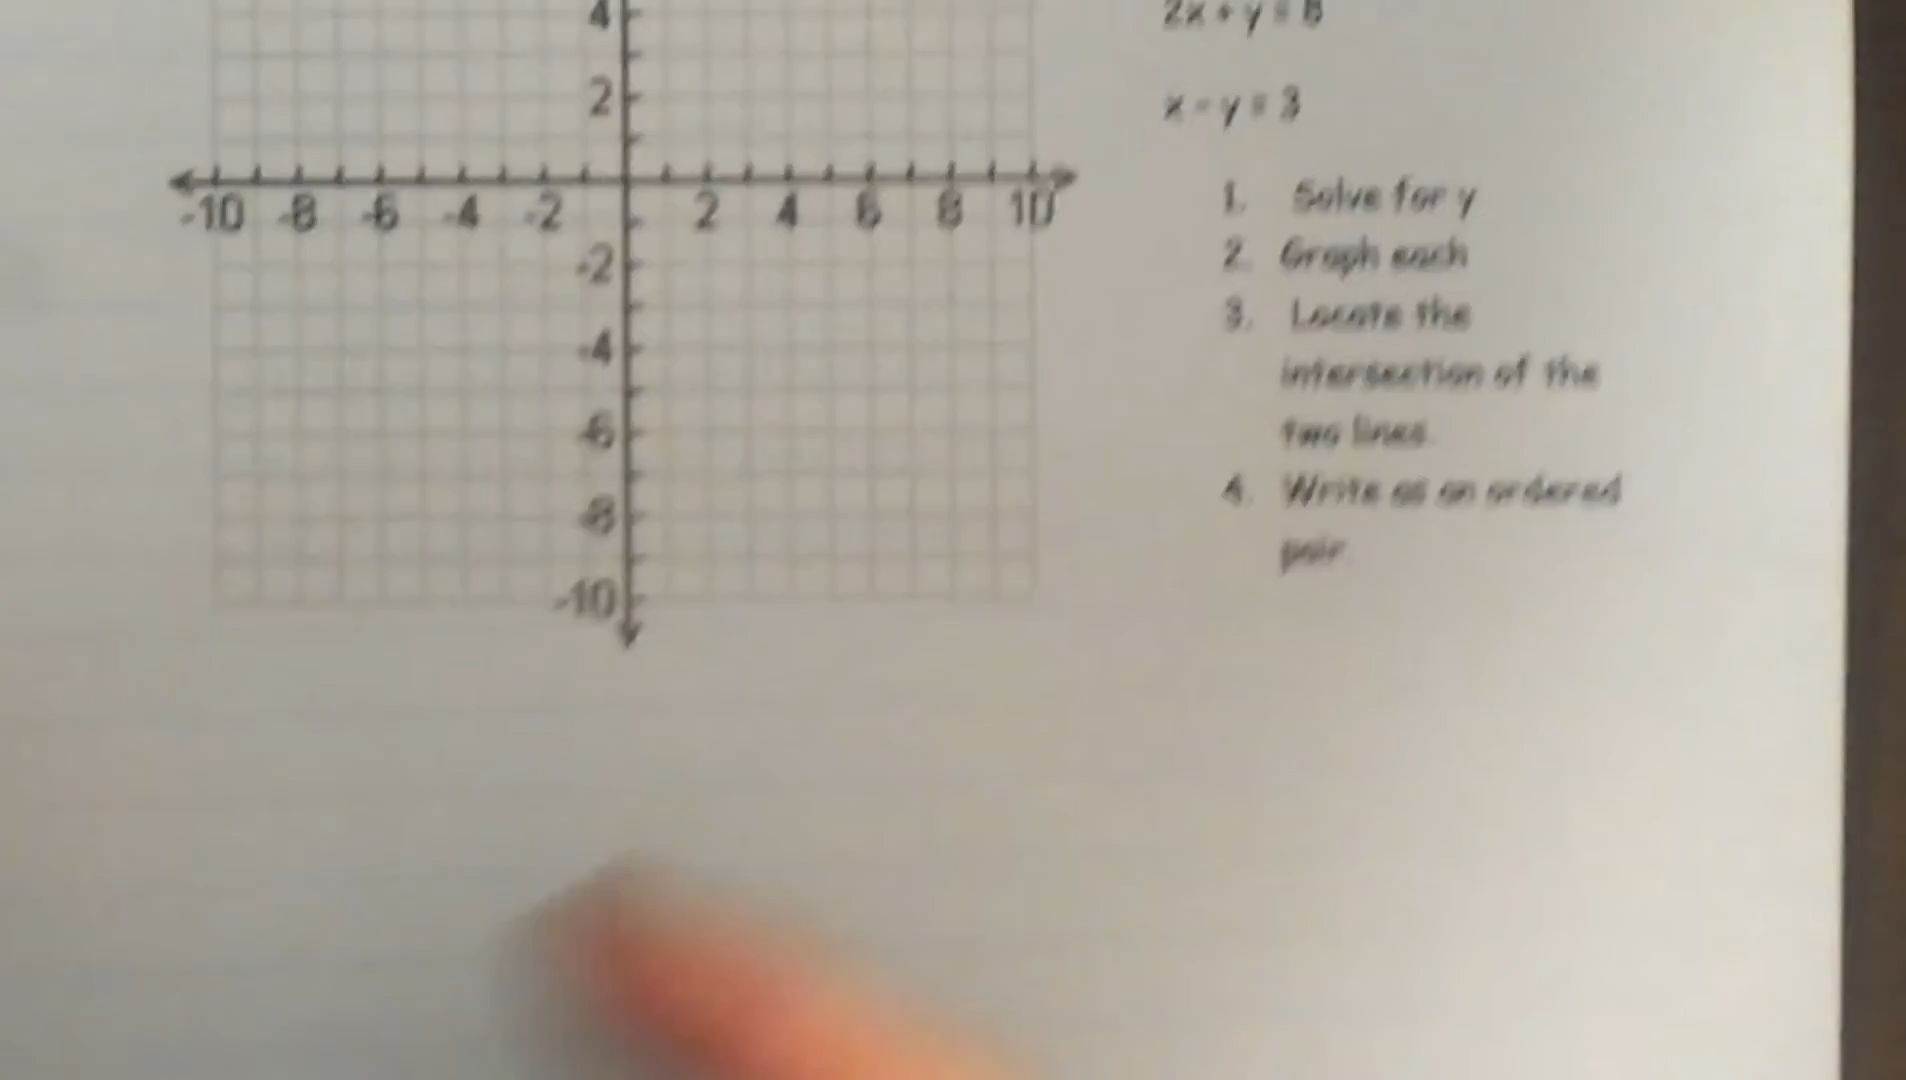 4
2x + y =
2
x - y = 3
-10 -8 -6 -4 -2 2 4 6 8 10
1. Solve for y
-2
2. Graph each
3. Locate the
-4
intersection of the
-6
two lines.
-8
4. Write as an ordered
pair.
-10